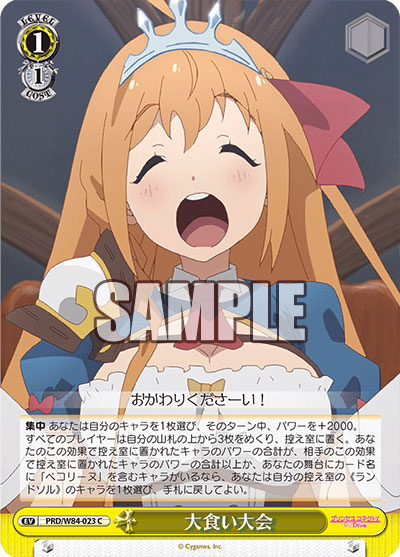 LEVEL
1
1
COST
SAMPLE
おかわりくださーい！
集中 あなたは自分のキャラを1枚選び、そのターン中、パワーを+2000。
すべてのプレイヤーは自分の山札の上から3枚をめくり、控え室に置く。あな
たのこの効果で控え室に置かれたキャラのパワーの合計が、相手のこの効果
で控え室に置かれたキャラのパワーの合計以上か、あなたの舞台にカード名
に「ペコリーヌ」を含むキャラがいるなら、あなたは自分の控え室の《ラ
ンドソル》のキャラを1枚選び、手札に戻してよい。
EV PRD/W84-023 C 大食い大会
© Cygames, Inc.